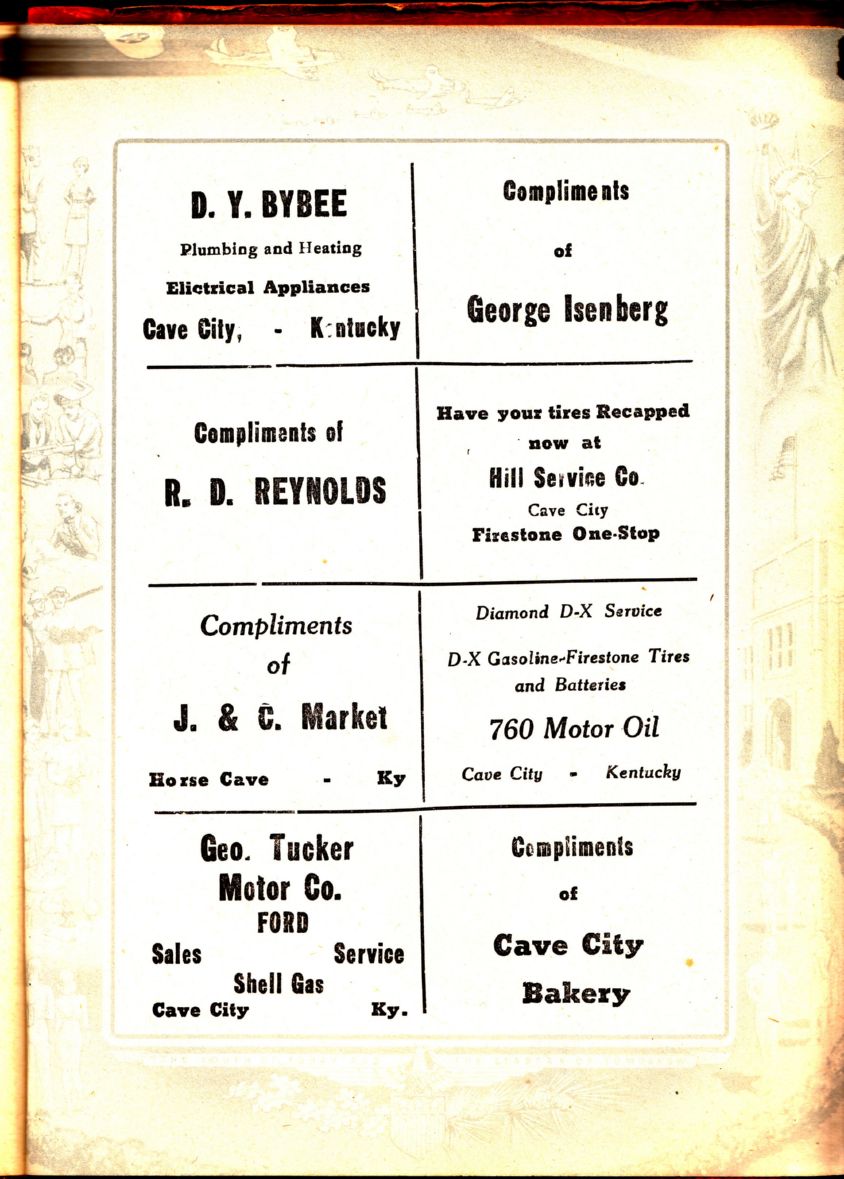 D. Y. BYBEE
Plumbing and Heating
Elictrical Appliances
Cave City, - Kentucky
Compliments
of
George Isenberg
Compliments of
R. D. REYNOLDS
Have your tires Recapped
now at
Hill Service Co.
Cave City
Firestone One-Stop
Compliments
of
J. & C. Market
Horse Cave - Ky
Diamond D-X Service
D-X Gasoline-Firestone Tires
and Batteries
760 Motor Oil
Cave City - Kentucky
Geo. Tucker
Motor Co.
FORD
Sales Service
Shell Gas
Cave City Ky.
Compliments
of
Cave City
Bakery